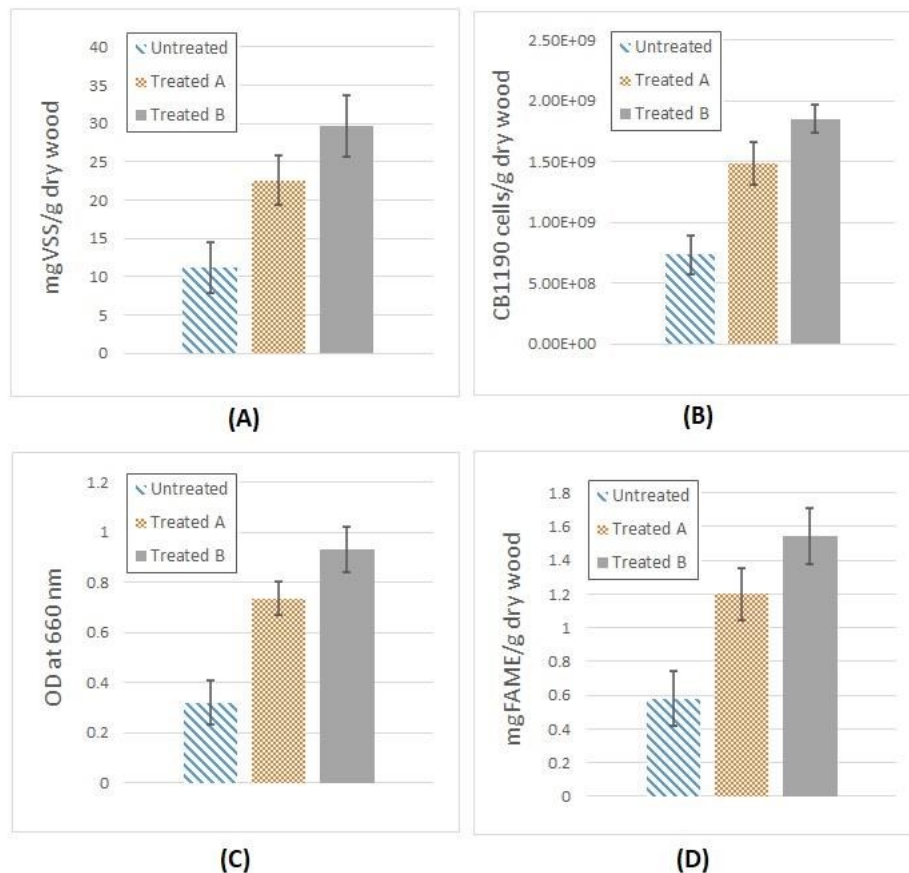 mgVSS/g dry wood
40
35
30
25
20
15
10
5
0
Untreated
Treated A
Treated B
(A)
CB1190 cells/g dry wood
2.50E+09
2.00E+09
1.50E+09
1.00E+09
5.00E+08
0.00E+00
Untreated
Treated A
Treated B
(B)
OD at 660 nm
1.2
1
0.8
0.6
0.4
0.2
0
Untreated
Treated A
Treated B
(C)
mgFAME/g dry wood
1.8
1.6
1.4
1.2
1
0.8
0.6
0.4
0.2
0
Untreated
Treated A
Treated B
(D)